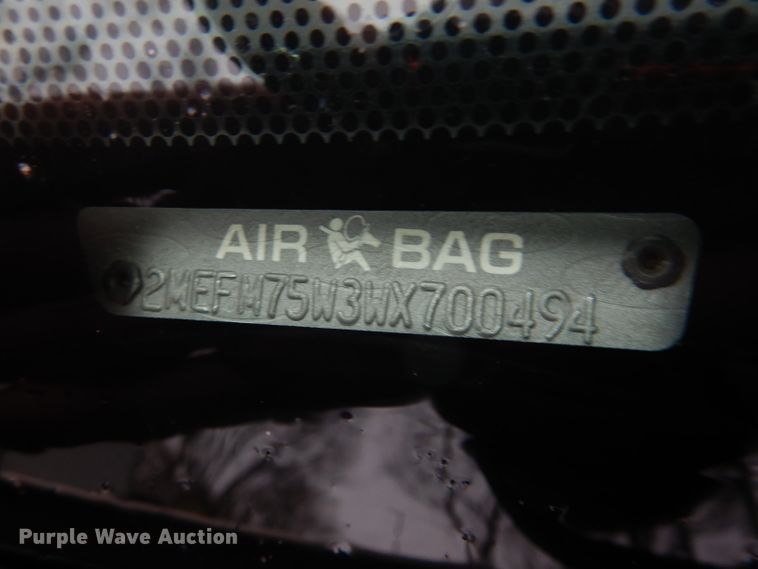 AIR BAG
2MEFM75W3WX700494
Purple Wave Auction